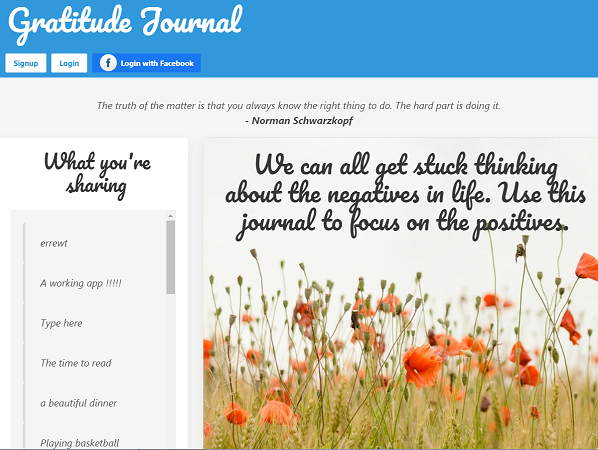 Gratitude Journal
Signup
Login
f Login with Facebook
The truth of the matter is that you always know the right thing to do. The hard part is doing it.
- Norman Schwarzkopf
What you're
sharing
errewt
A working app !!!!!
Type here
The time to read
a beautiful dinner
Playing basketball
We can all get stuck thinking
about the negatives in life. Use this
journal to focus on the positives.